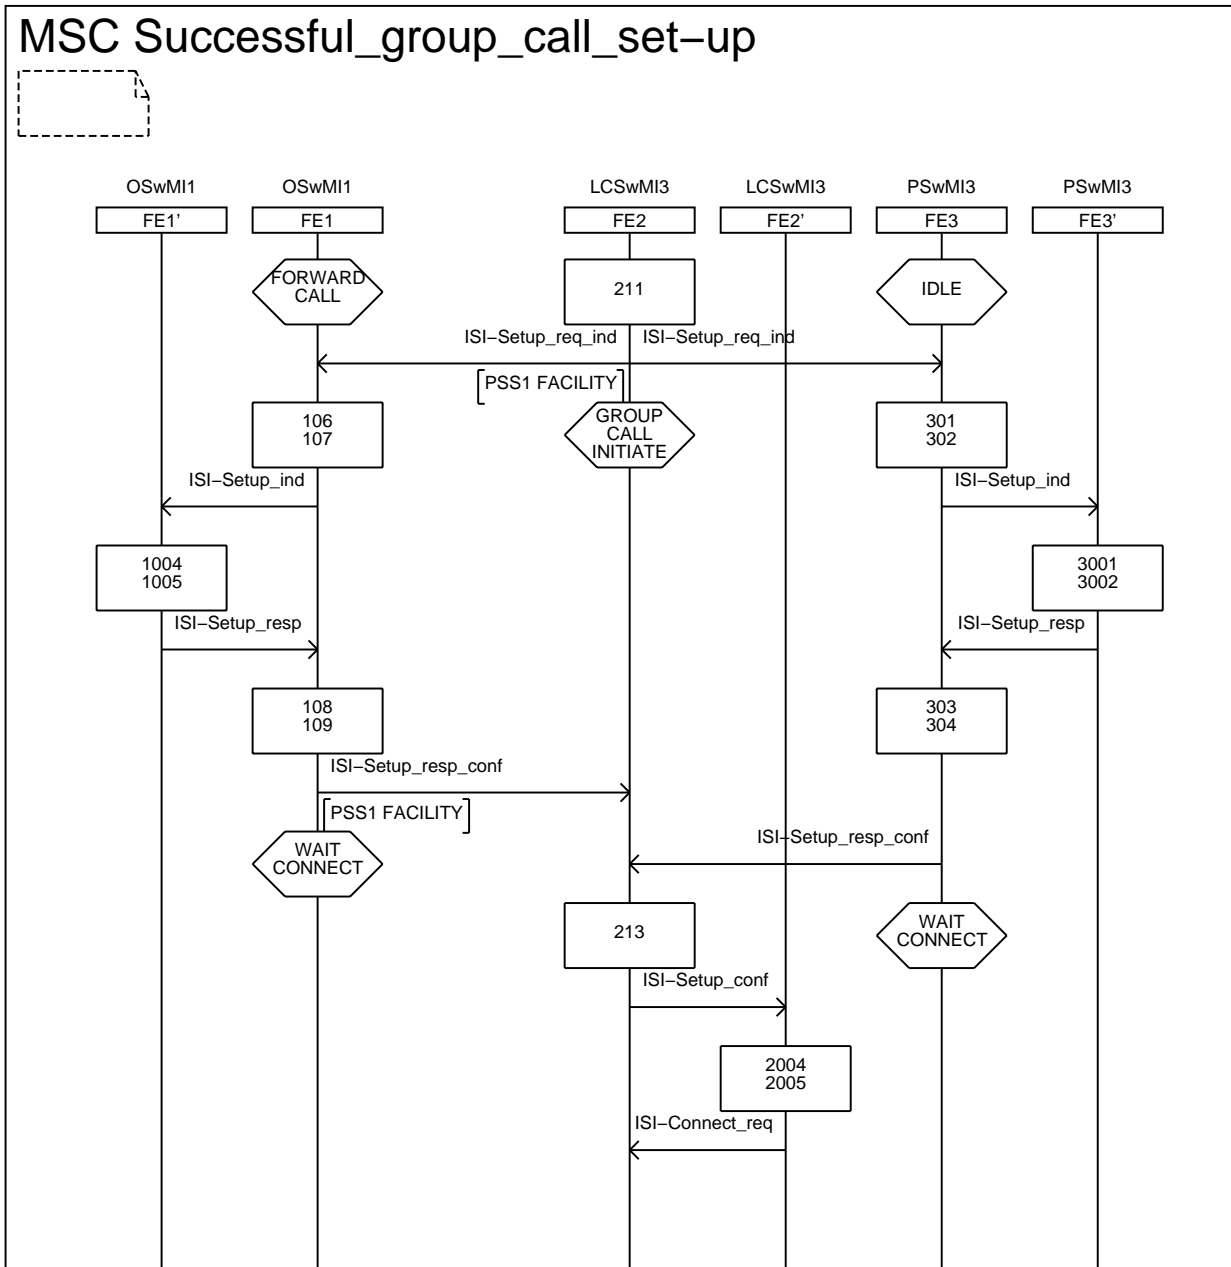 MSC Successful_group_call_set−up
OSwMI1 OSwMI1 LCSwMI3 LCSwMI3 PSwMI3 PSwMI3
FE1' FE1 FE2 FE2' FE3 FE3'
FORWARD
CALL
211
IDLE
ISI−Setup_req_ind ISI−Setup_req_ind
PSS1 FACILITY
106
107
GROUP
CALL
INITIATE
301
302
ISI−Setup_ind ISI−Setup_ind
1004
1005
3001
3002
ISI−Setup_resp ISI−Setup_resp
108
109
303
304
ISI−Setup_resp_conf
PSS1 FACILITY
ISI−Setup_resp_conf
WAIT
CONNECT
213
WAIT
CONNECT
ISI−Setup_conf
2004
2005
ISI−Connect_req